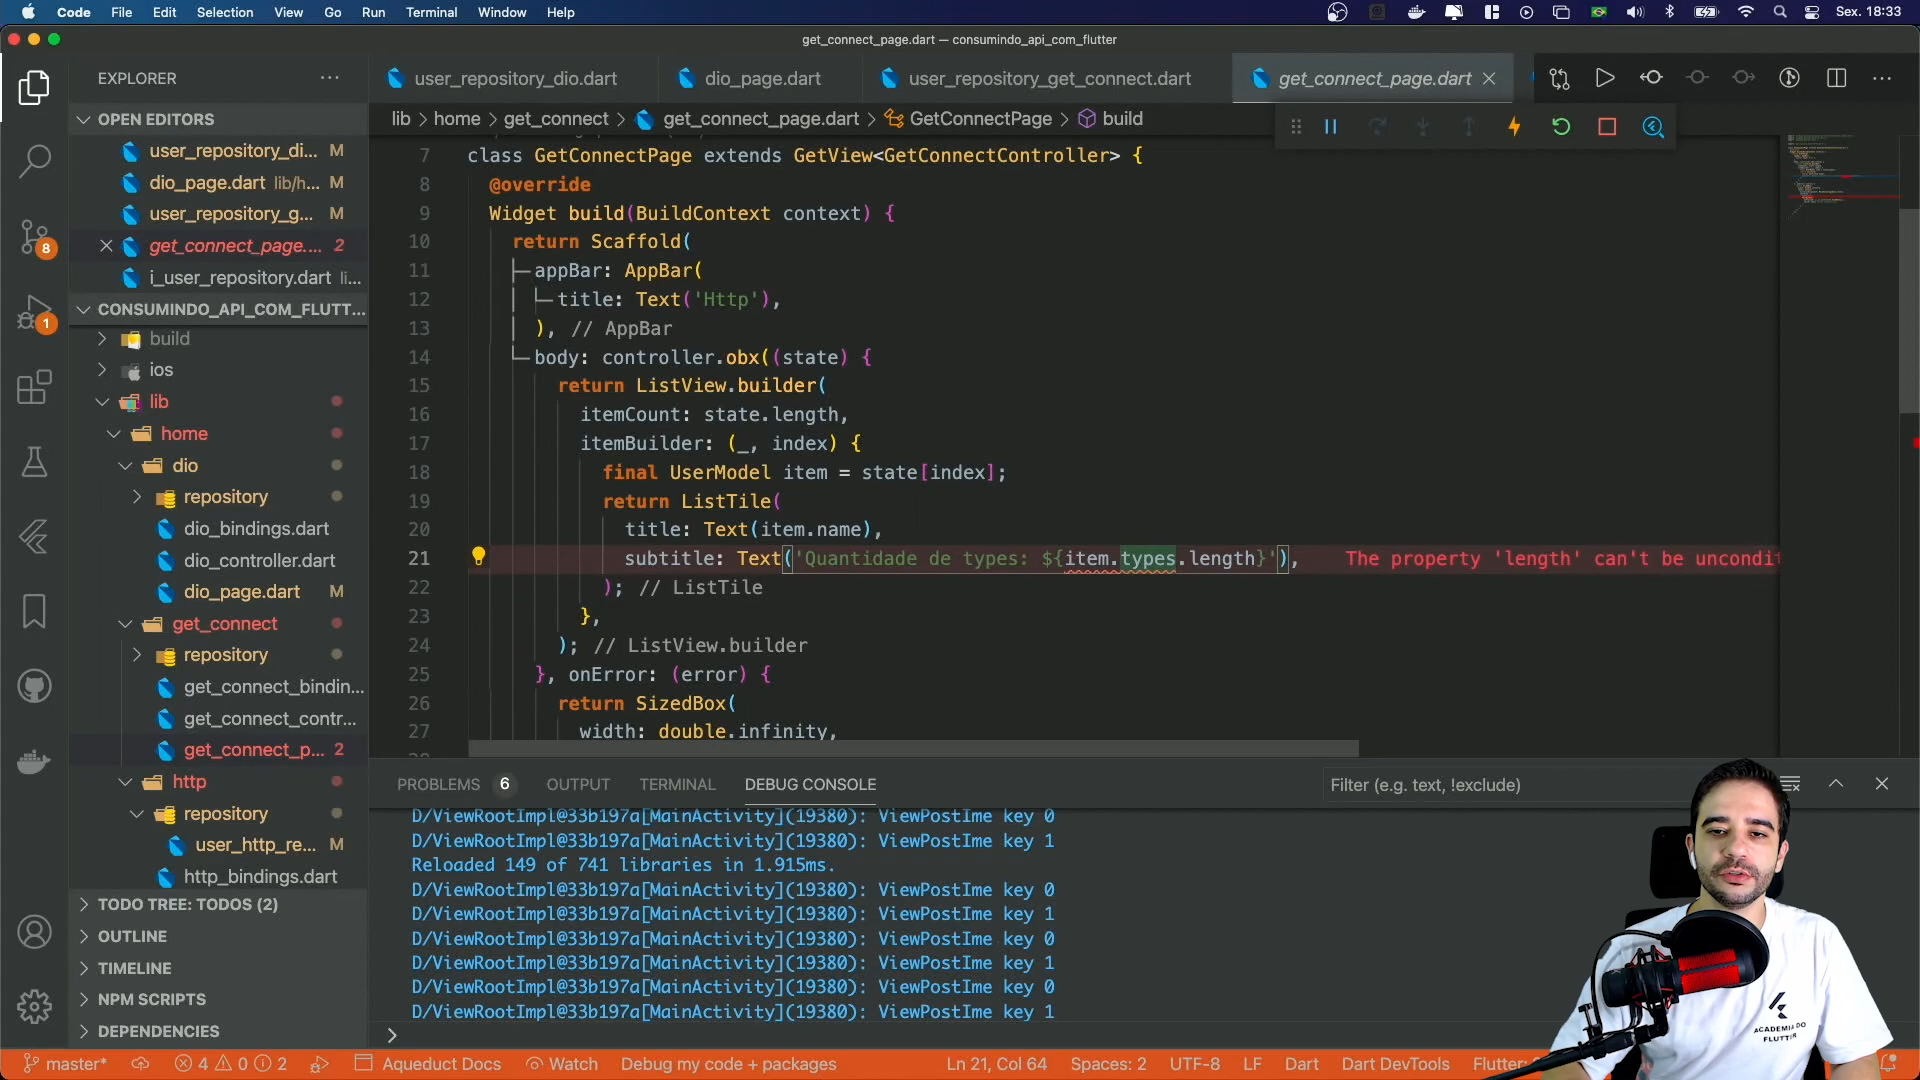 Code File Edit Selection View Go Run Terminal Window Help Sex. 18:33
get_connect_page.dart — consumindo_api_com_flutter
EXPLORER
user_repository_dio.dart dio_page.dart user_repository_get_connect.dart get_connect_page.dart
OPEN EDITORS
user_repository_di... M
dio_page.dart lib/h... M
user_repository_g... M
get_connect_page.... 2
i_user_repository.dart li...
CONSUMINDO_API_COM_FLUTT...
build
ios
lib
home
dio
repository
dio_bindings.dart
dio_controller.dart
dio_page.dart M
get_connect
repository
get_connect_bindin...
get_connect_contr...
get_connect_p... 2
http
repository
user_http_re... M
http_bindings.dart
TODO TREE: TODOS (2)
OUTLINE
TIMELINE
NPM SCRIPTS
DEPENDENCIES
8
1
lib > home > get_connect > get_connect_page.dart > GetConnectPage > build
7 class GetConnectPage extends GetView<GetConnectController> {
8 @override
9 Widget build(BuildContext context) {
10 return Scaffold(
11 appBar: AppBar(
12 title: Text('Http'),
13 ), // AppBar
14 body: controller.obx((state) {
15 return ListView.builder(
16 itemCount: state.length,
17 itemBuilder: (_, index) {
18 final UserModel item = state[index];
19 return ListTile(
20 title: Text(item.name),
21 subtitle: Text('Quantidade de types: ${item.types.length}'), The property 'length' can't be uncondit
22 ); // ListTile
23 },
24 ); // ListView.builder
25 }, onError: (error) {
26 return SizedBox(
27 width: double.infinity,
PROBLEMS 6 OUTPUT TERMINAL DEBUG CONSOLE Filter (e.g. text, !exclude)
D/ViewRootImpl@33b197a[MainActivity](19380): ViewPostIme key 0
D/ViewRootImpl@33b197a[MainActivity](19380): ViewPostIme key 1
Reloaded 149 of 741 libraries in 1.915ms.
D/ViewRootImpl@33b197a[MainActivity](19380): ViewPostIme key 0
D/ViewRootImpl@33b197a[MainActivity](19380): ViewPostIme key 1
D/ViewRootImpl@33b197a[MainActivity](19380): ViewPostIme key 0
D/ViewRootImpl@33b197a[MainActivity](19380): ViewPostIme key 1
D/ViewRootImpl@33b197a[MainActivity](19380): ViewPostIme key 0
D/ViewRootImpl@33b197a[MainActivity](19380): ViewPostIme key 1
>
ACADEMIA DO
FLUTTER
master* 4 0 2 Aqueduct Docs Watch Debug my code + packages Ln 21, Col 64 Spaces: 2 UTF-8 LF Dart Dart DevTools Flutter: